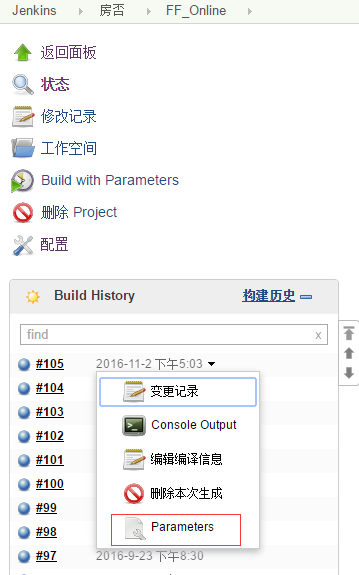 Jenkins 房否 FF_Online
返回面板
状态
修改记录
工作空间
Build with Parameters
删除 Project
配置
Build History 构建历史
find x
#105 2016-11-2 下午5:03
#104
变更记录
#103
Console Output
#102
编辑编译信息
#101
#100
删除本次生成
#99
#98
Parameters
#97 2016-9-23 下午8:30